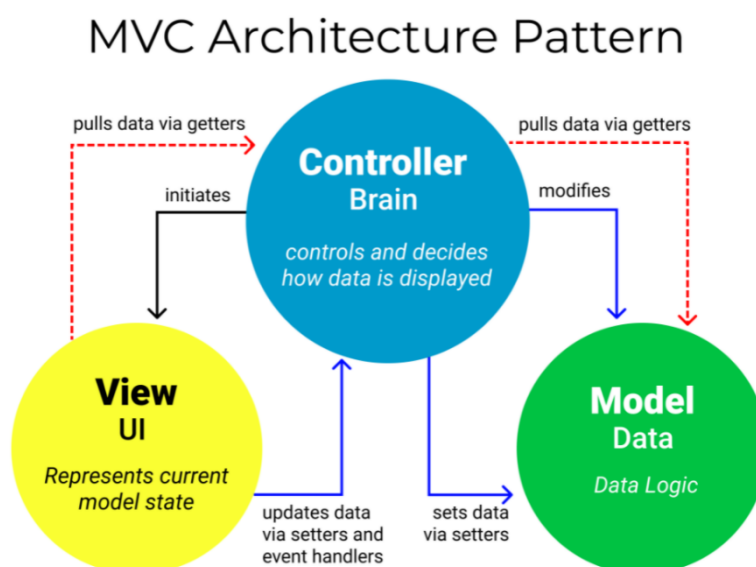 MVC Architecture Pattern
pulls data via getters
pulls data via getters
Controller
Brain
initiates
modifies
controls and decides
how data is displayed
View
UI
Represents current
model state
Model
Data
Data Logic
updates data
via setters and
event handlers
sets data
via setters